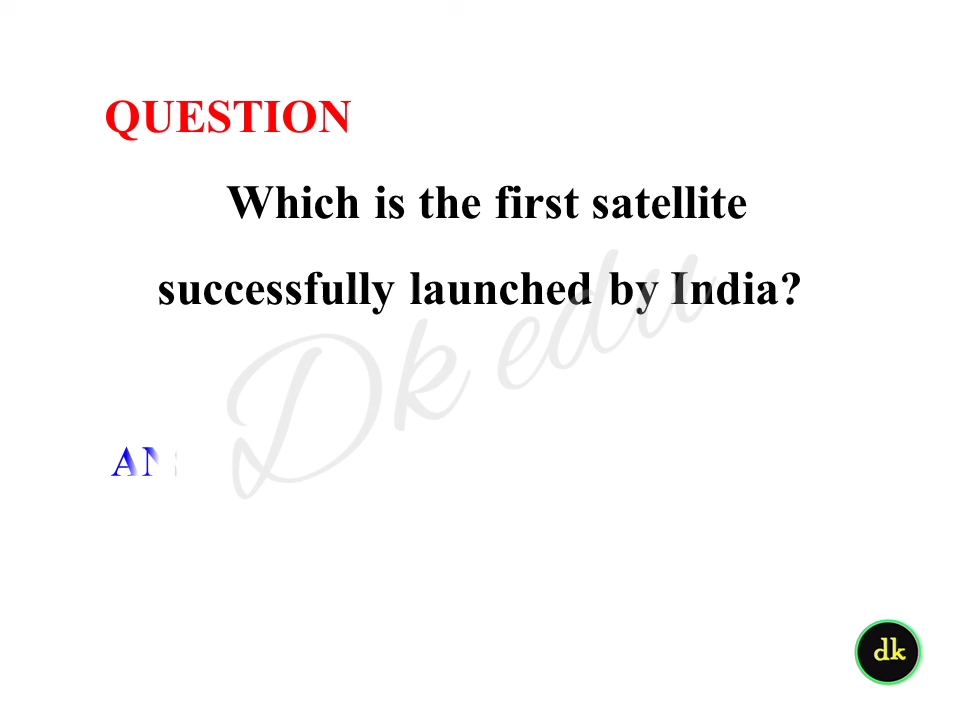 QUESTION
Which is the first satellite
successfully launched by India?
Dk edu
dk